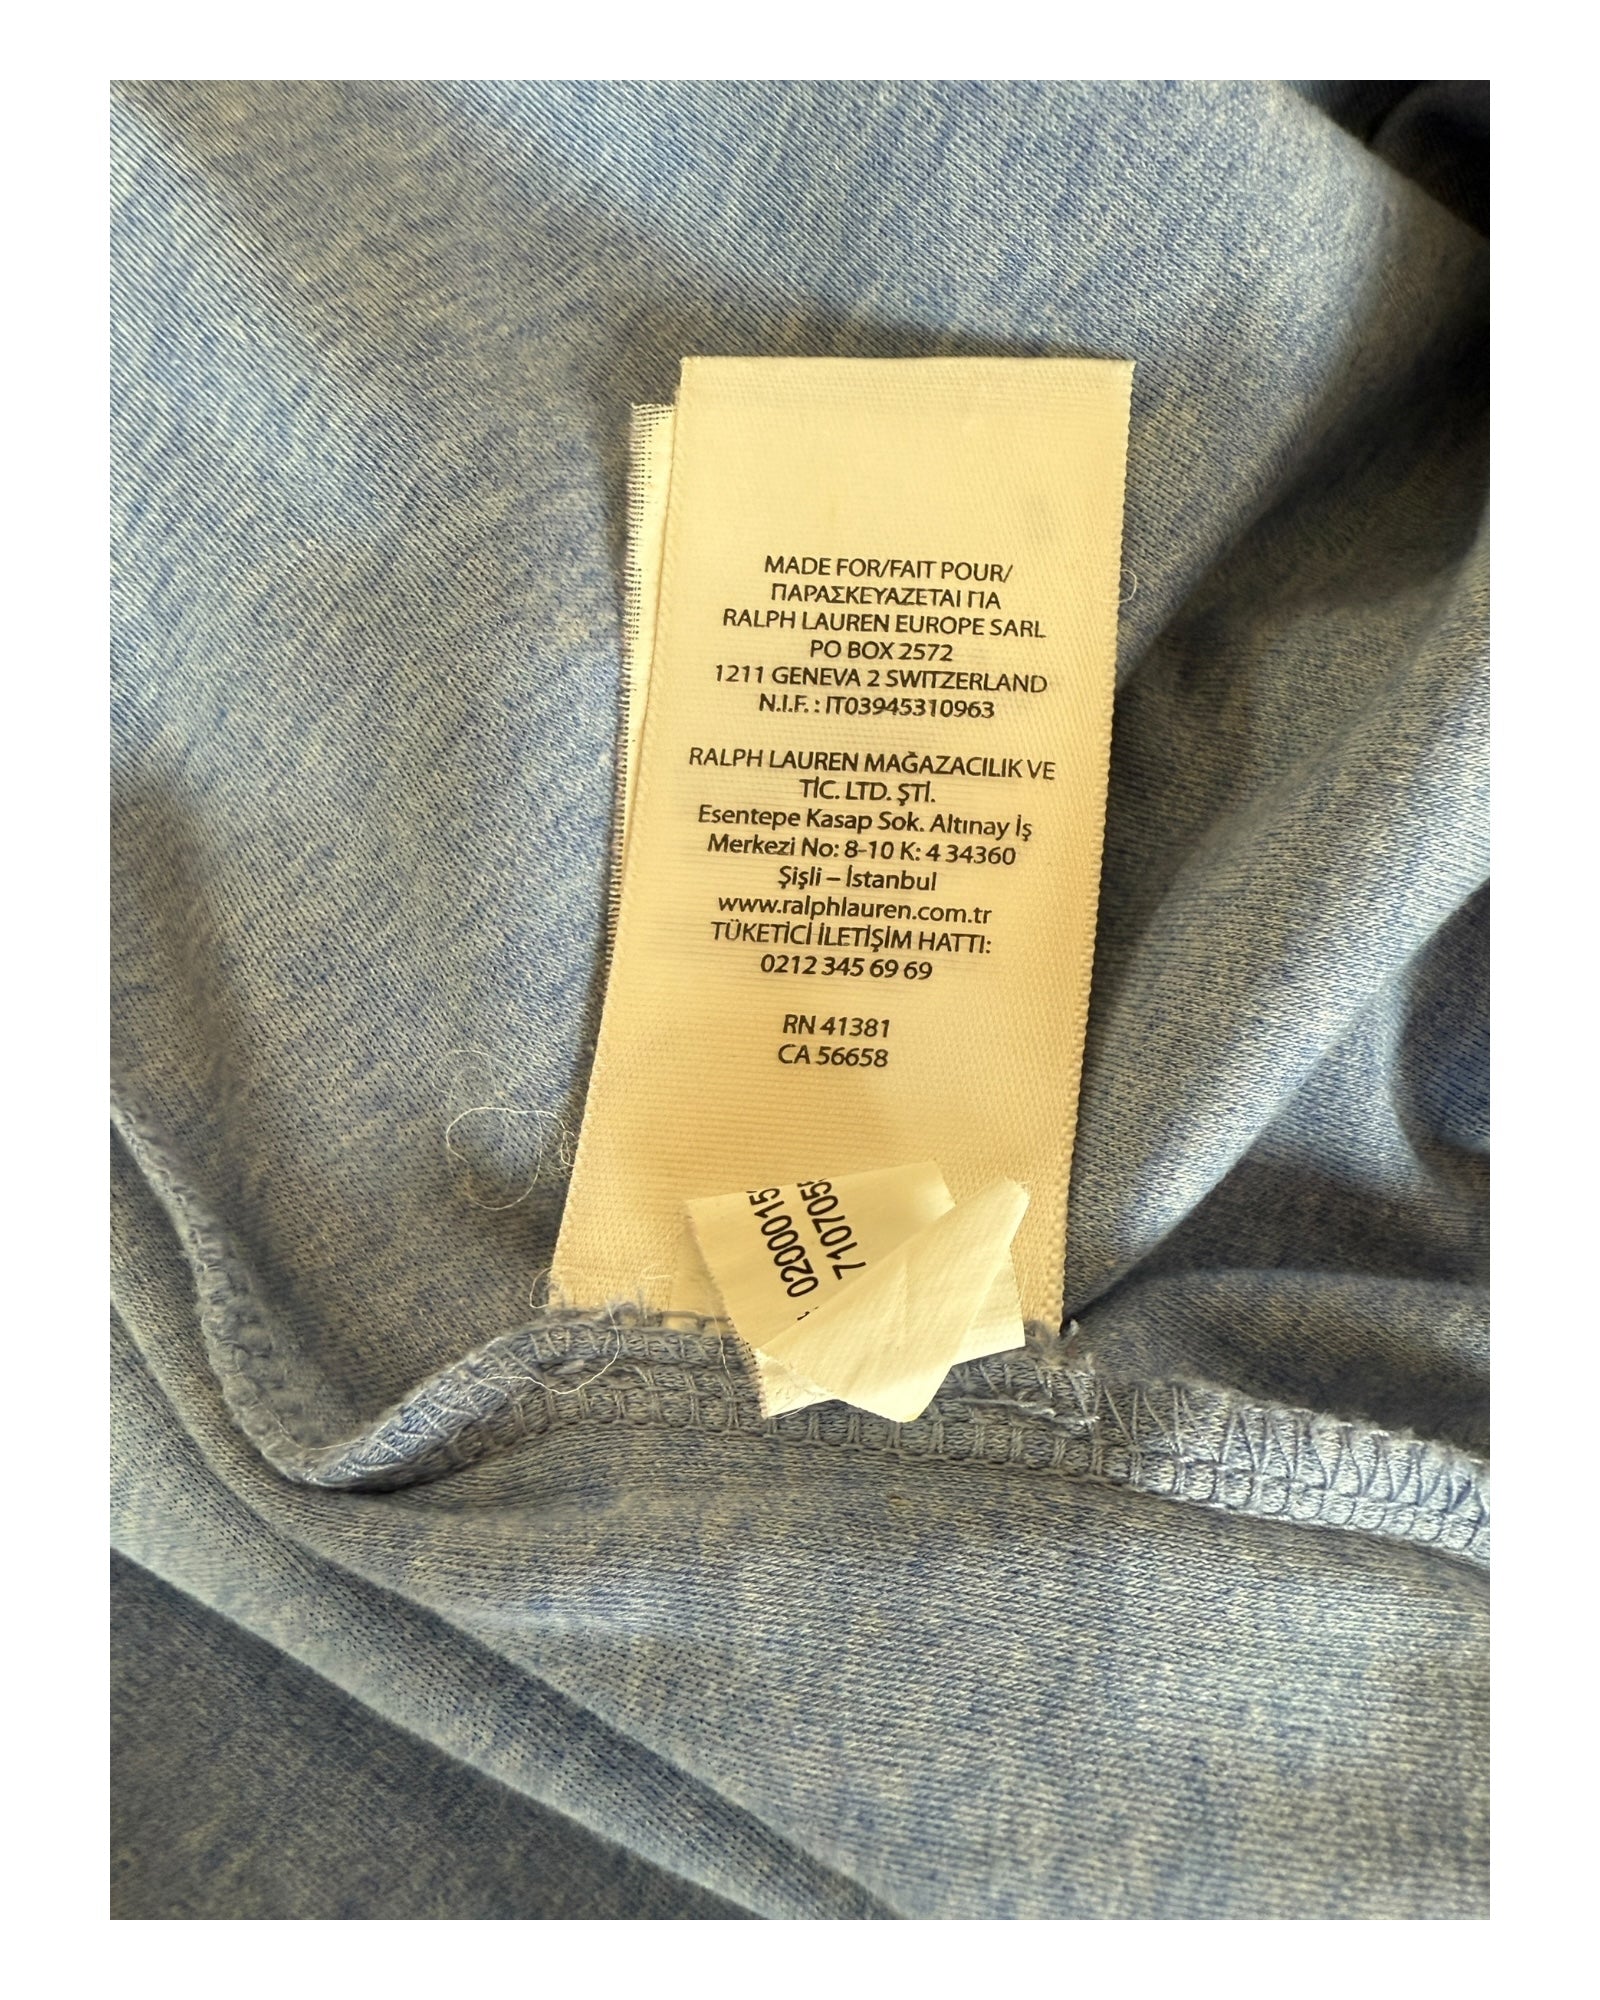 MADE FOR/FAIT POUR/
ΠΑΡΑΣΚΕΥΑΖΕΤΑΙ ΓΙΑ
RALPH LAUREN EUROPE SARL
PO BOX 2572
1211 GENEVA 2 SWITZERLAND
N.I.F. : IT03945310963
RALPH LAUREN MAĞAZACILIK VE
TİC. LTD. ŞTİ.
Esentepe Kasap Sok. Altınay İş
Merkezi No: 8-10 K: 4 34360
Şişli – İstanbul
www.ralphlauren.com.tr
TÜKETİCİ İLETİŞİM HATTI:
0212 345 69 69
RN 41381
CA 56658